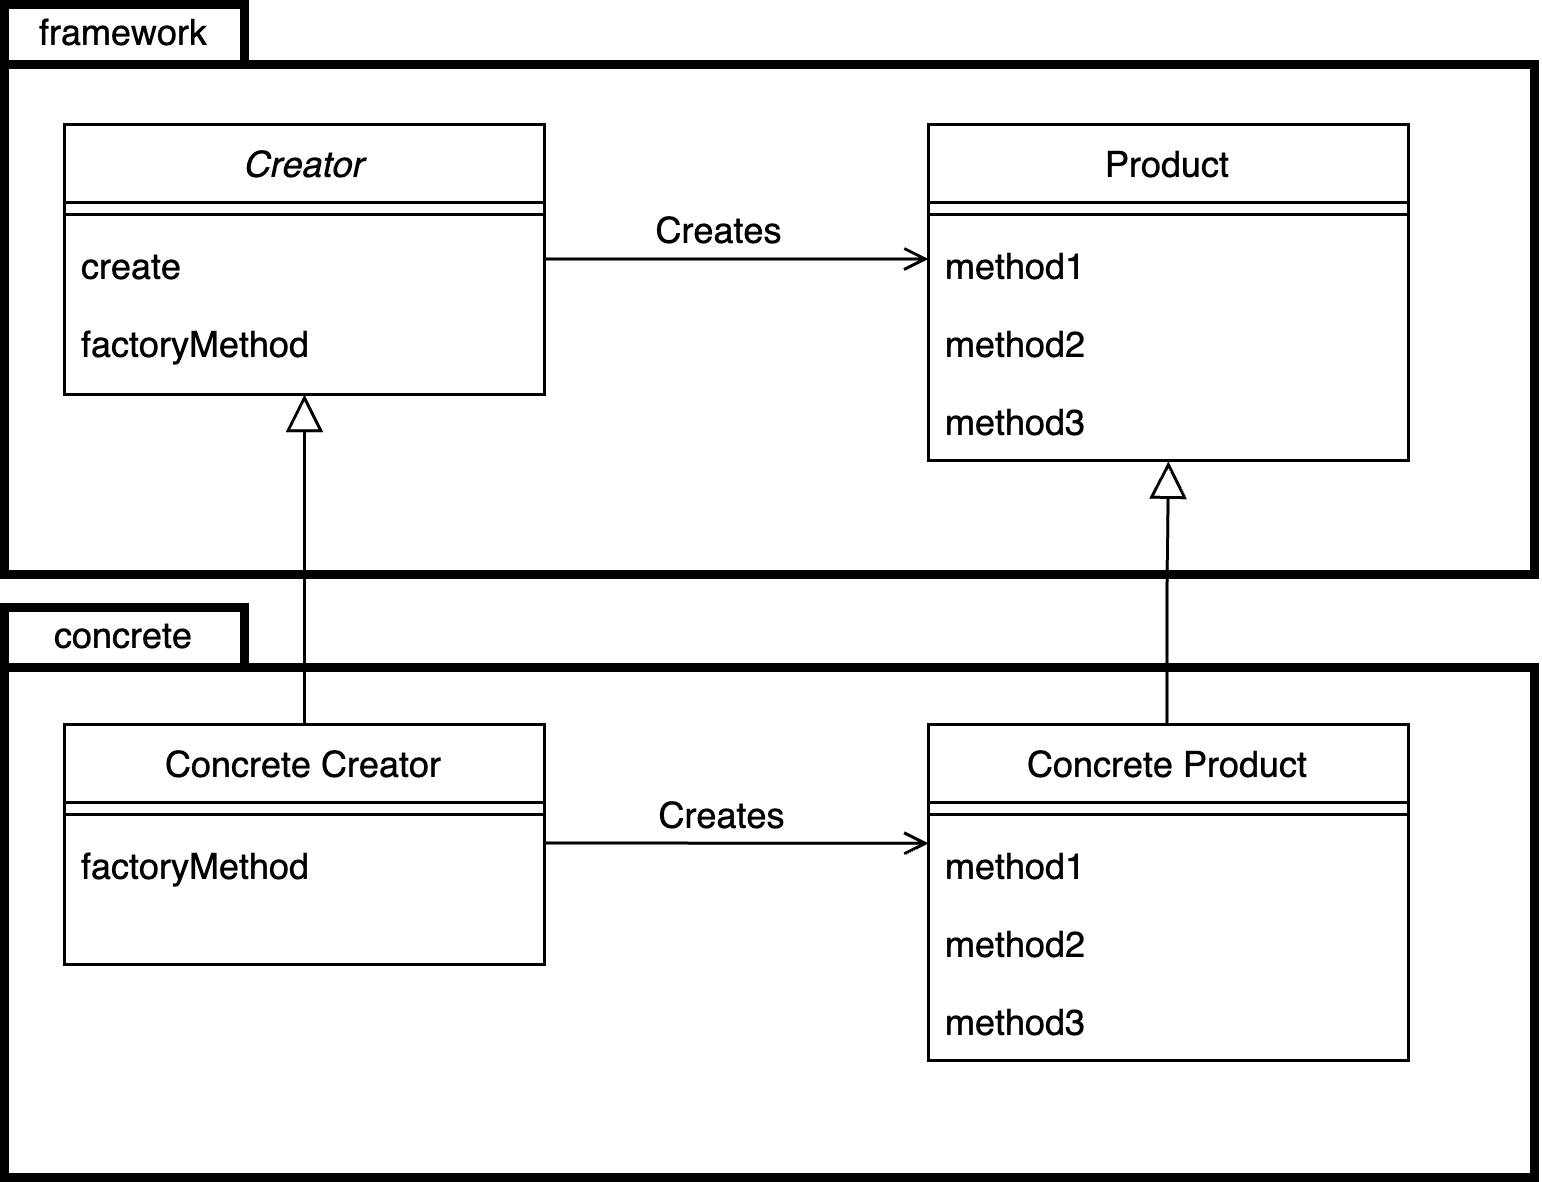 framework
Creator
create
factoryMethod
Creates
Product
method1
method2
method3
concrete
Concrete Creator
factoryMethod
Creates
Concrete Product
method1
method2
method3